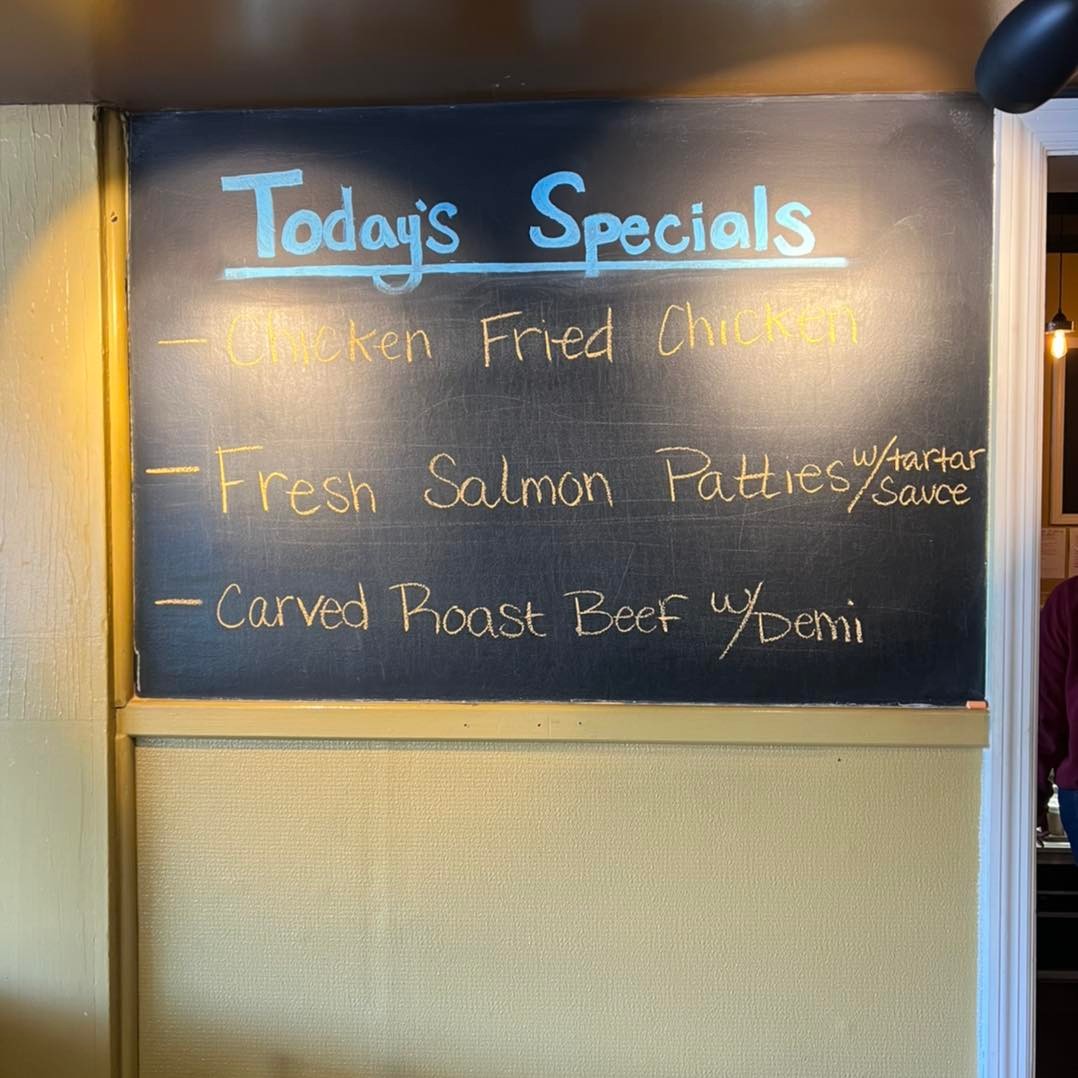 Today's Specials
— Chicken Fried Chicken
— Fresh Salmon Patties w/tartar sauce
— Carved Roast Beef w/Demi